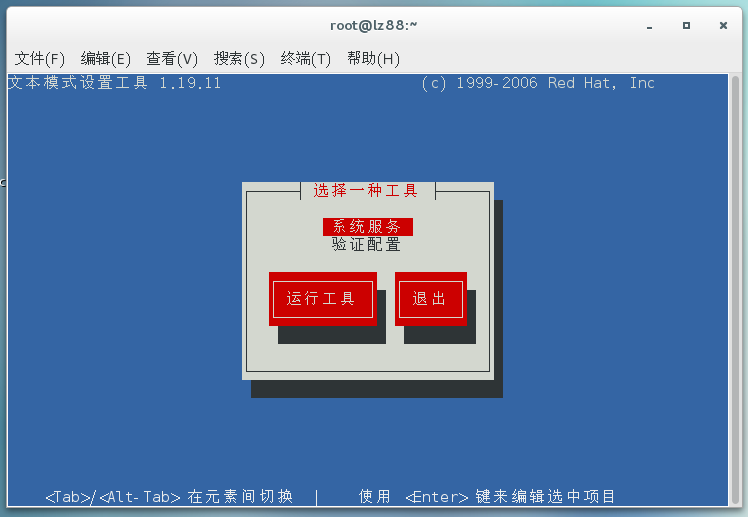 root@lz88:~
文件(F) 编辑(E) 查看(V) 搜索(S) 终端(T) 帮助(H)
文本模式设置工具 1.19.11 (c) 1999-2006 Red Hat, Inc
选择一种工具
系统服务
验证配置
运行工具 退出
<Tab>/<Alt-Tab> 在元素间切换 | 使用 <Enter> 键来编辑选中项目